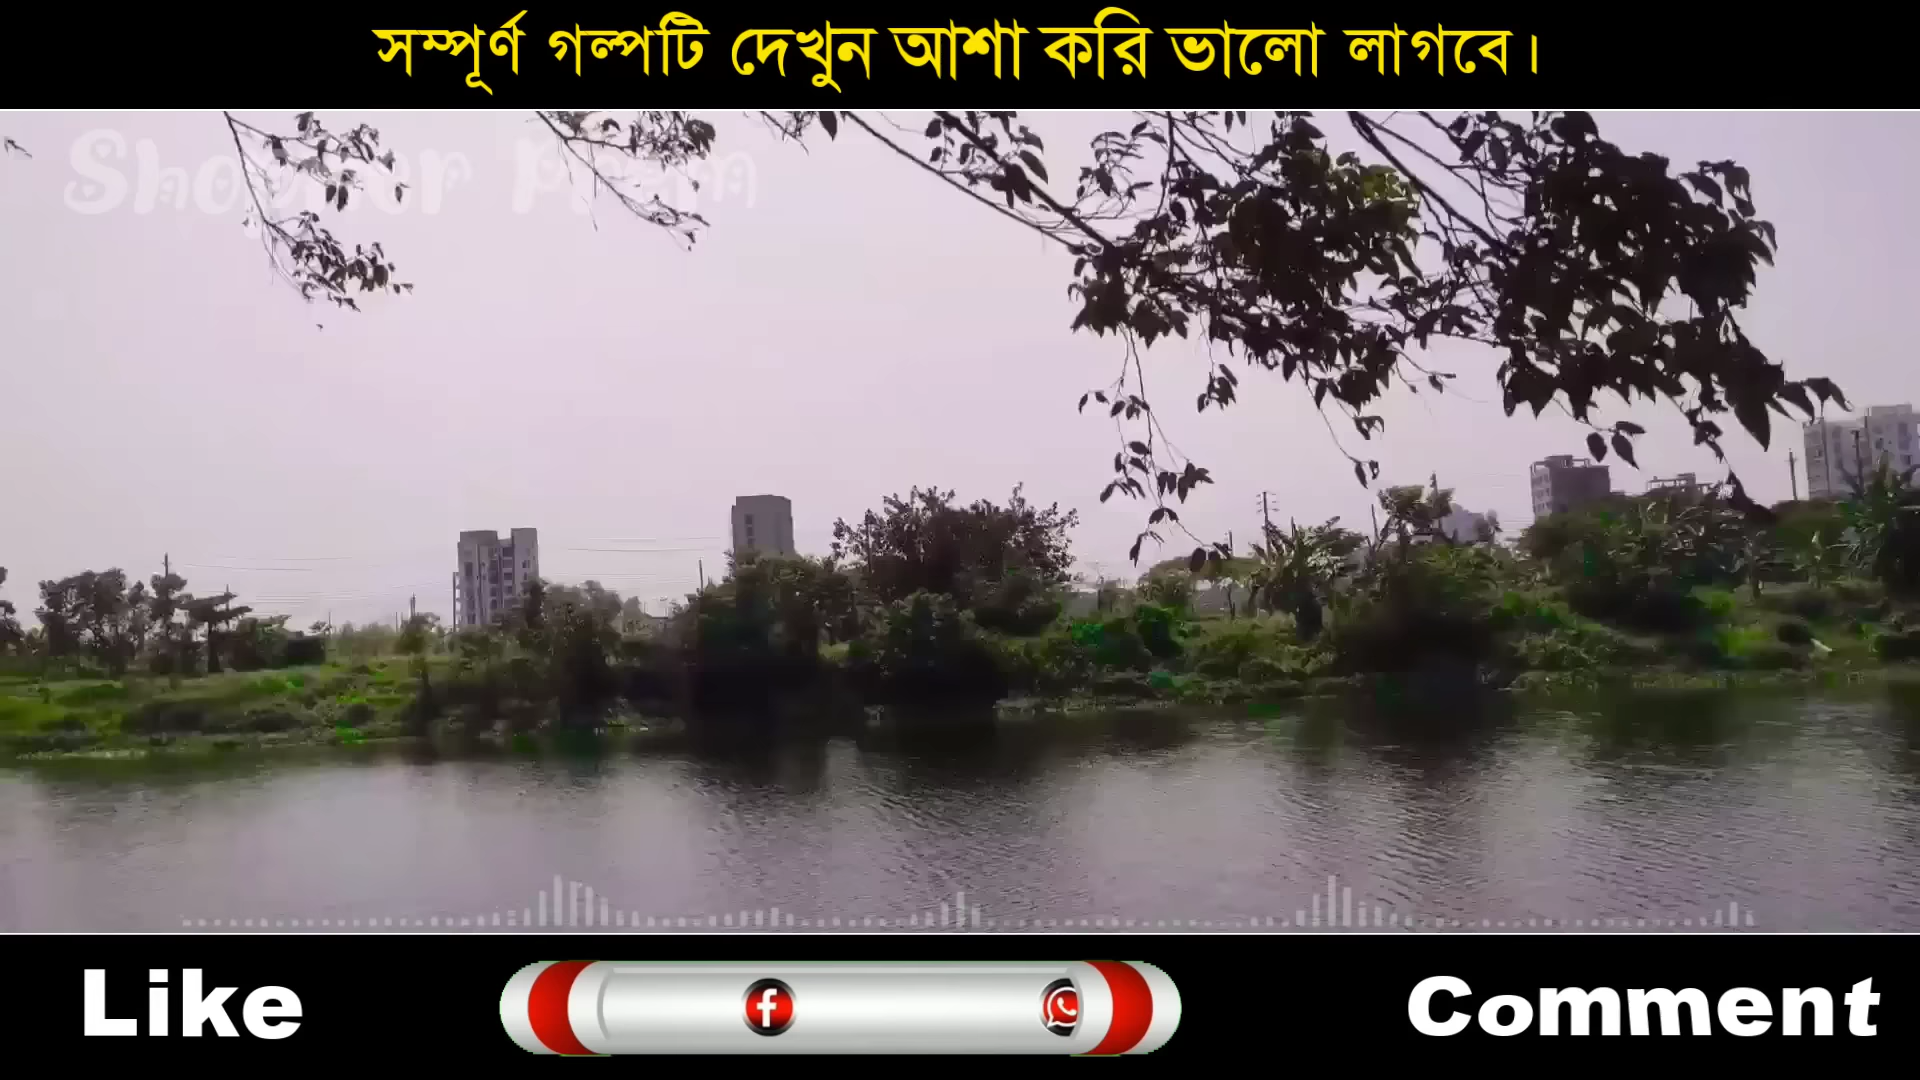 সম্পূর্ণ গল্পটি দেখুন আশা করি ভালো লাগবে।
Like
Comment